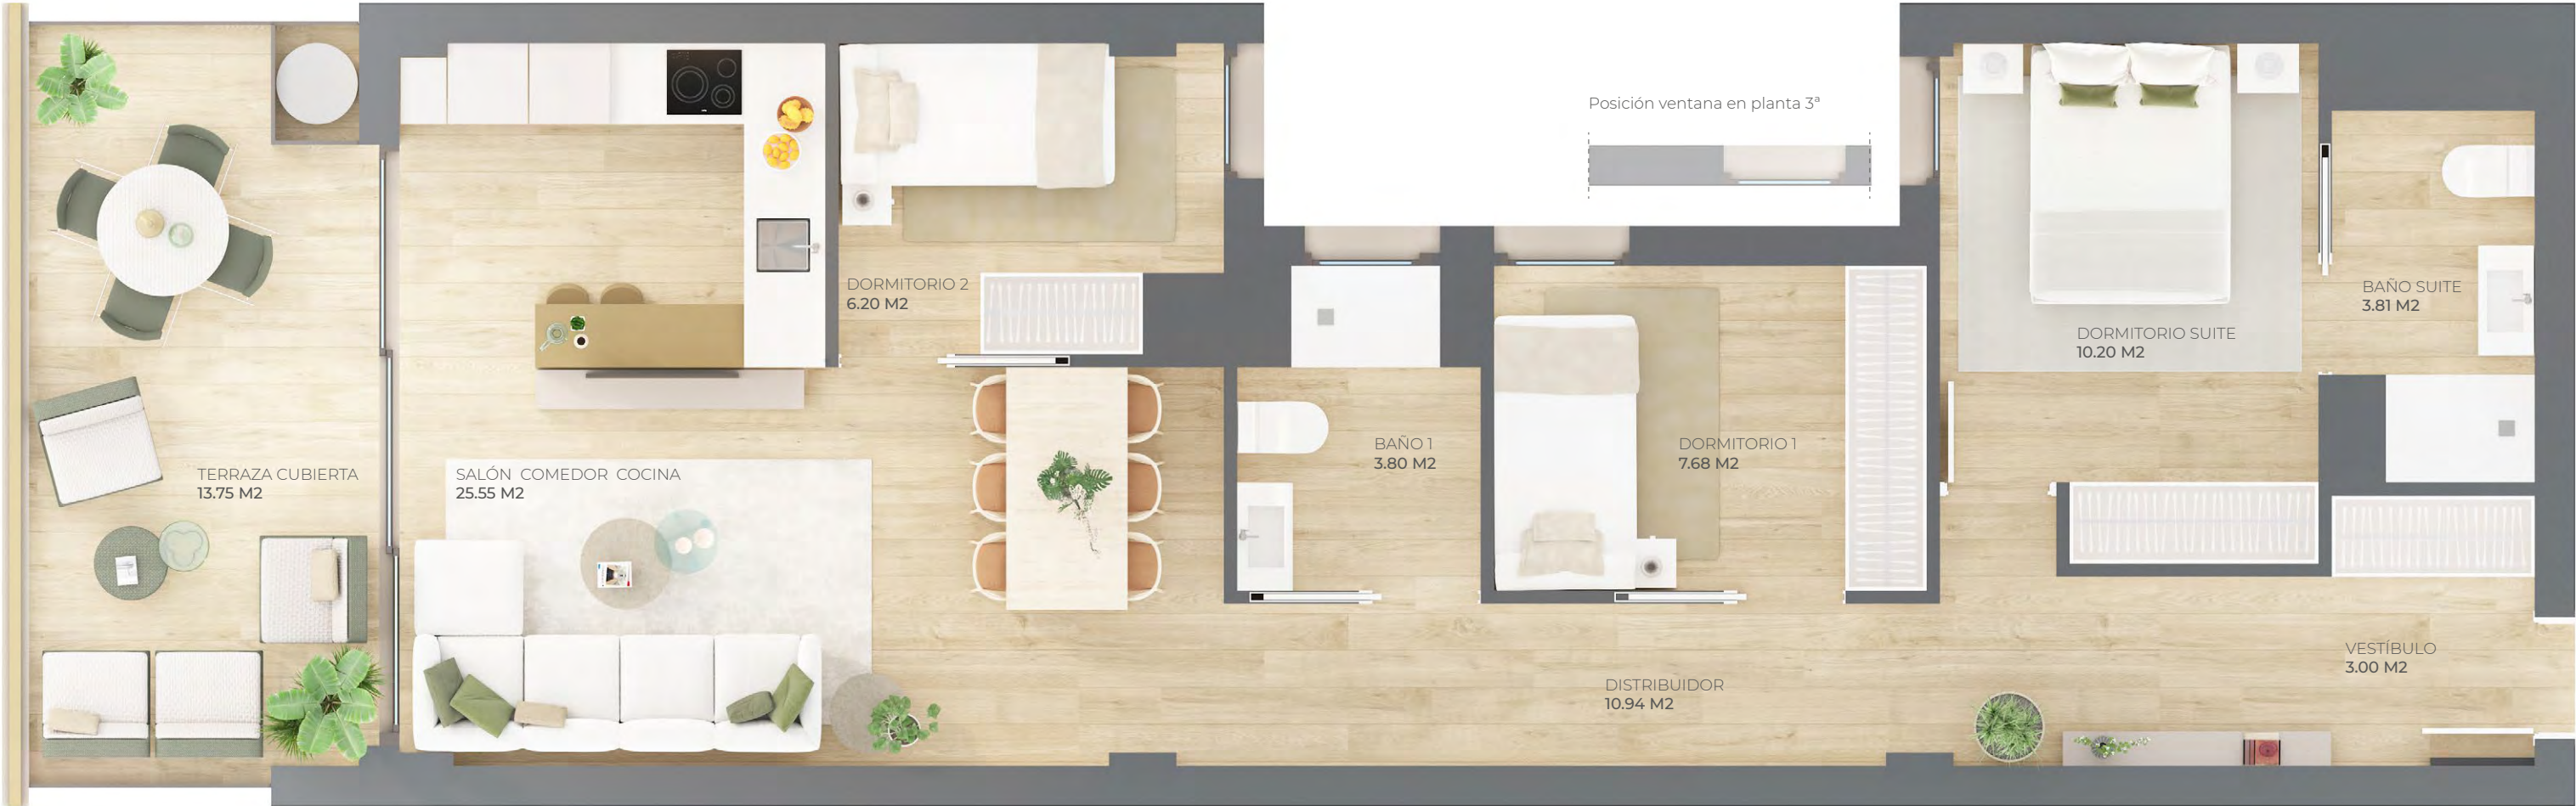 Posición ventana en planta 3ª
DORMITORIO 2
6.20 M2
BAÑO SUITE
3.81 M2
DORMITORIO SUITE
10.20 M2
BAÑO 1
3.80 M2
DORMITORIO 1
7.68 M2
TERRAZA CUBIERTA
13.75 M2
SALÓN COMEDOR COCINA
25.55 M2
VESTÍBULO
3.00 M2
DISTRIBUIDOR
10.94 M2